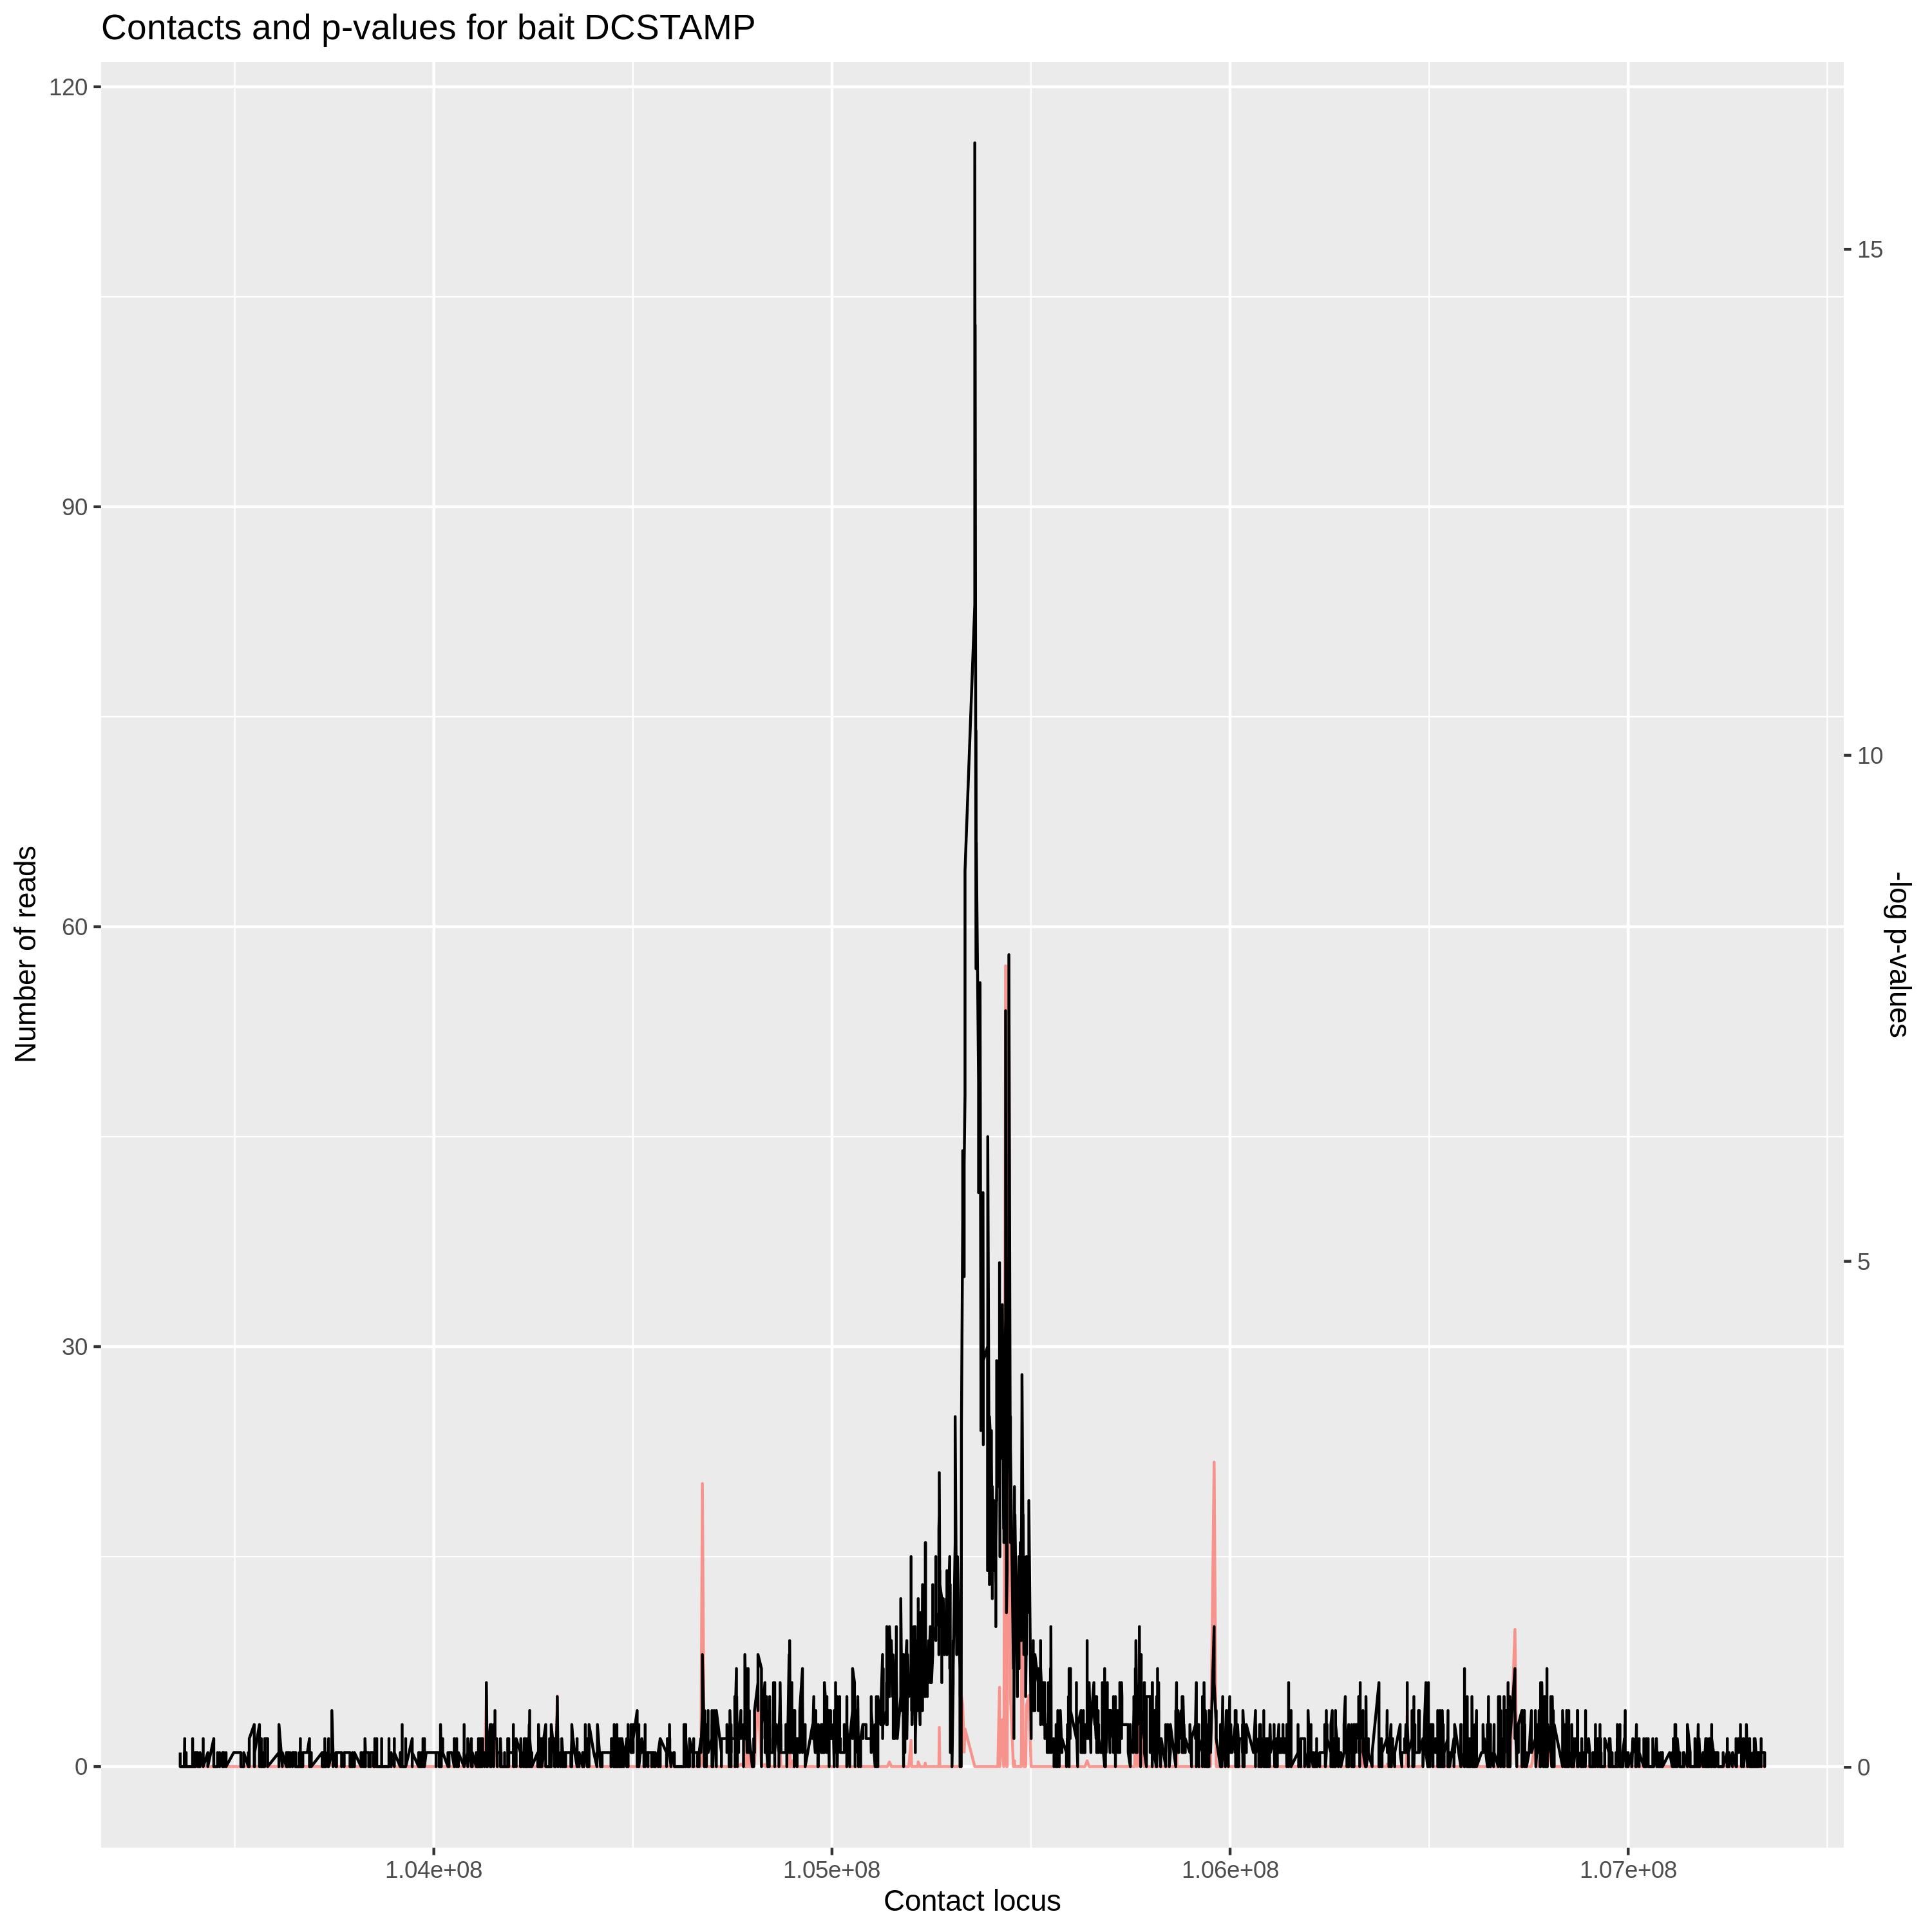 Contacts and p-values for bait DCSTAMP
120
90
60
30
0
Number of reads
15
10
5
0
-log p-values
1.04e+08
1.05e+08
1.06e+08
1.07e+08
Contact locus